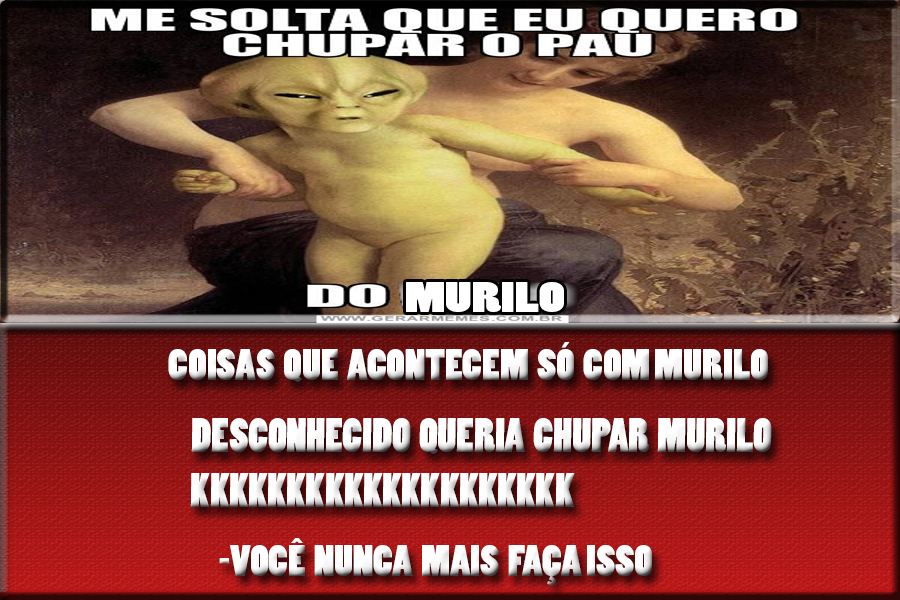 ME SOLTA QUE EU QUERO
CHUPAR O PAU
DO MURILO
WWW.GERARMEMES.COM.BR
COISAS QUE ACONTECEM SÓ COM MURILO
DESCONHECIDO QUERIA CHUPAR MURILO
KKKKKKKKKKKKKKKKKKKK
-VOCÊ NUNCA MAIS FAÇA ISSO